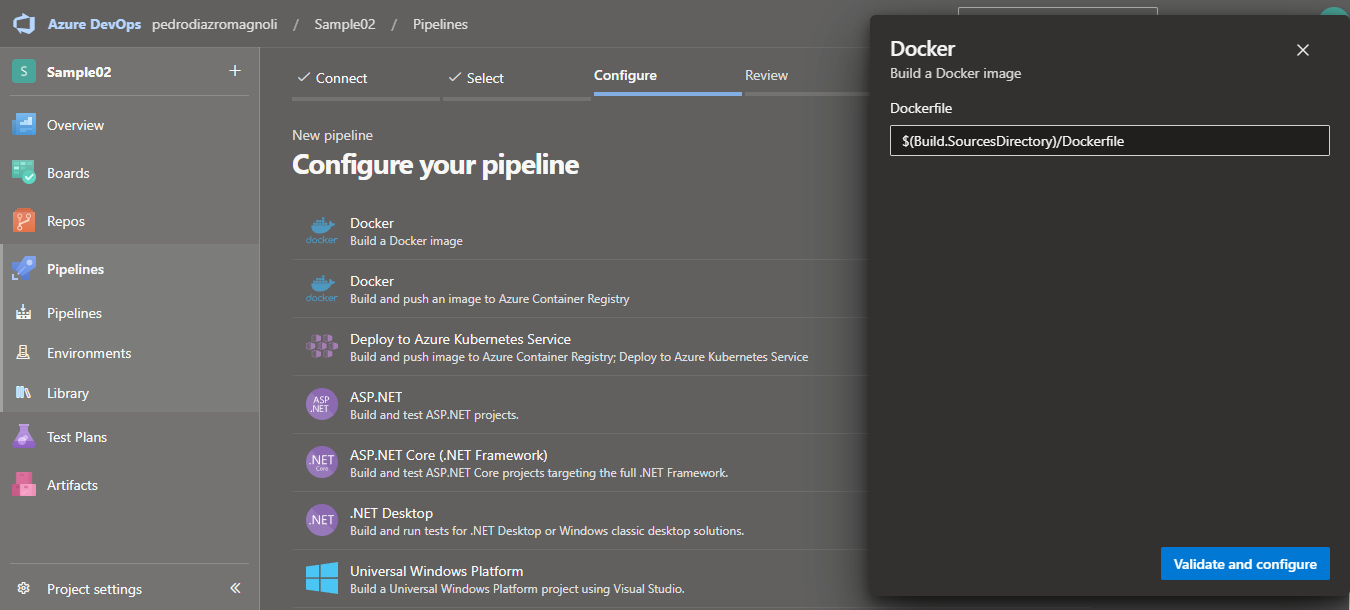 Azure DevOps pedrodiazromagnoli / Sample02 / Pipelines
S Sample02 +
Overview
Boards
Repos
Pipelines
Pipelines
Environments
Library
Test Plans
Artifacts
Project settings
Connect
Select
Configure
Review
New pipeline
Configure your pipeline
docker
Docker
Build a Docker image
docker
Docker
Build and push an image to Azure Container Registry
Deploy to Azure Kubernetes Service
Build and push image to Azure Container Registry; Deploy to Azure Kubernetes Service
ASP
.NET
ASP.NET
Build and test ASP.NET projects.
.NET
Core
ASP.NET Core (.NET Framework)
Build and test ASP.NET Core projects targeting the full .NET Framework.
.NET
.NET Desktop
Build and run tests for .NET Desktop or Windows classic desktop solutions.
Universal Windows Platform
Build a Universal Windows Platform project using Visual Studio.
Docker
Build a Docker image
Dockerfile
$(Build.SourcesDirectory)/Dockerfile
Validate and configure